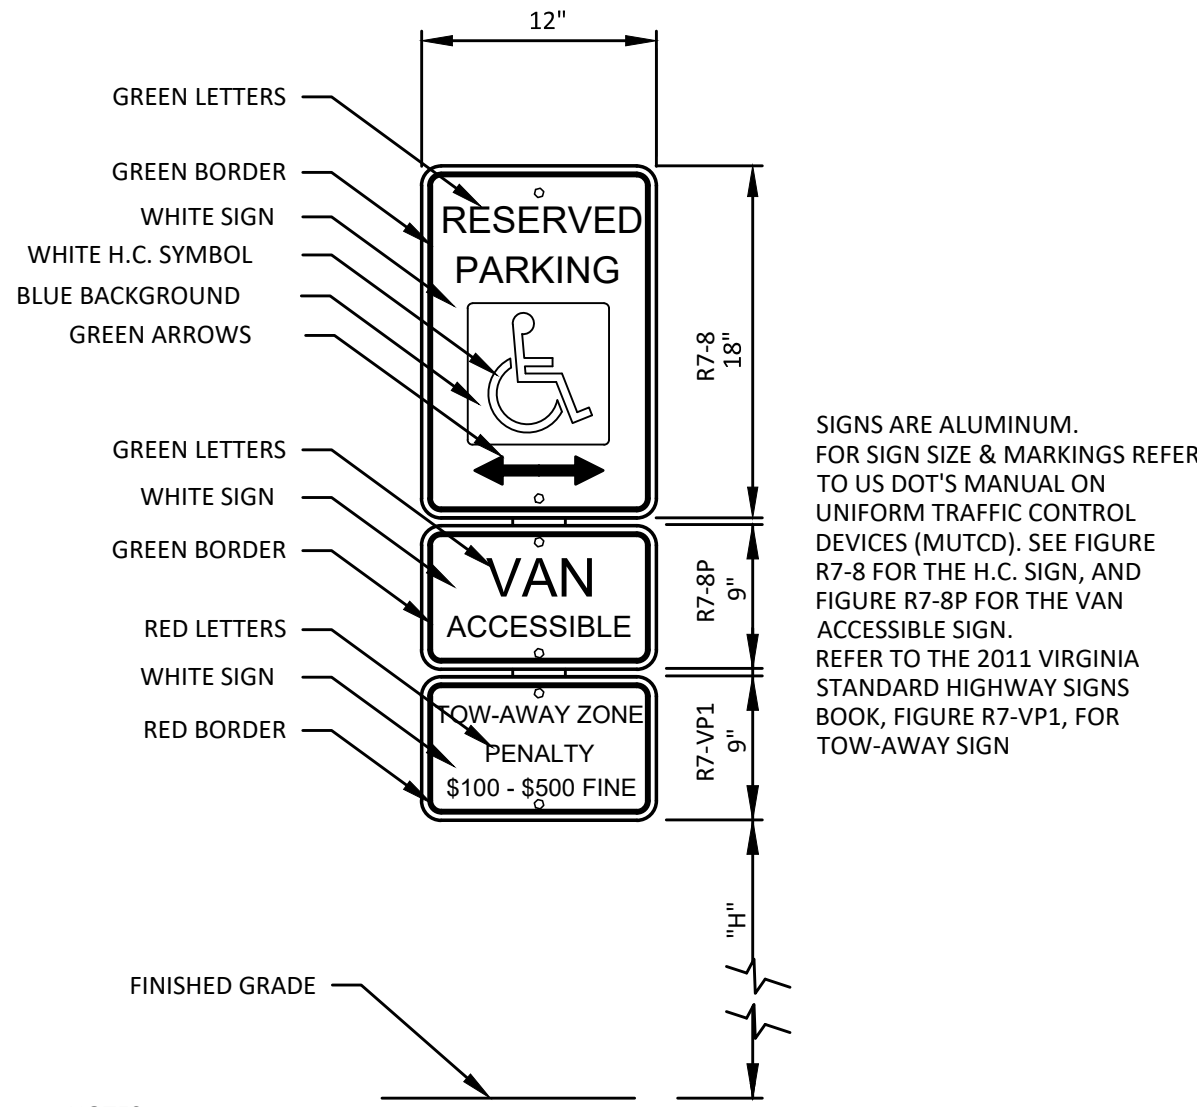 12"
GREEN LETTERS
GREEN BORDER
WHITE SIGN
WHITE H.C. SYMBOL
BLUE BACKGROUND
GREEN ARROWS
RESERVED
PARKING
R7-8
18"
GREEN LETTERS
WHITE SIGN
GREEN BORDER
VAN
ACCESSIBLE
R7-8P
9"
RED LETTERS
WHITE SIGN
RED BORDER
TOW-AWAY ZONE
PENALTY
$100 - $500 FINE
R7-VP1
9"
SIGNS ARE ALUMINUM.
FOR SIGN SIZE & MARKINGS REFER
TO US DOT'S MANUAL ON
UNIFORM TRAFFIC CONTROL
DEVICES (MUTCD). SEE FIGURE
R7-8 FOR THE H.C. SIGN, AND
FIGURE R7-8P FOR THE VAN
ACCESSIBLE SIGN.
REFER TO THE 2011 VIRGINIA
STANDARD HIGHWAY SIGNS
BOOK, FIGURE R7-VP1, FOR
TOW-AWAY SIGN
"H"
FINISHED GRADE